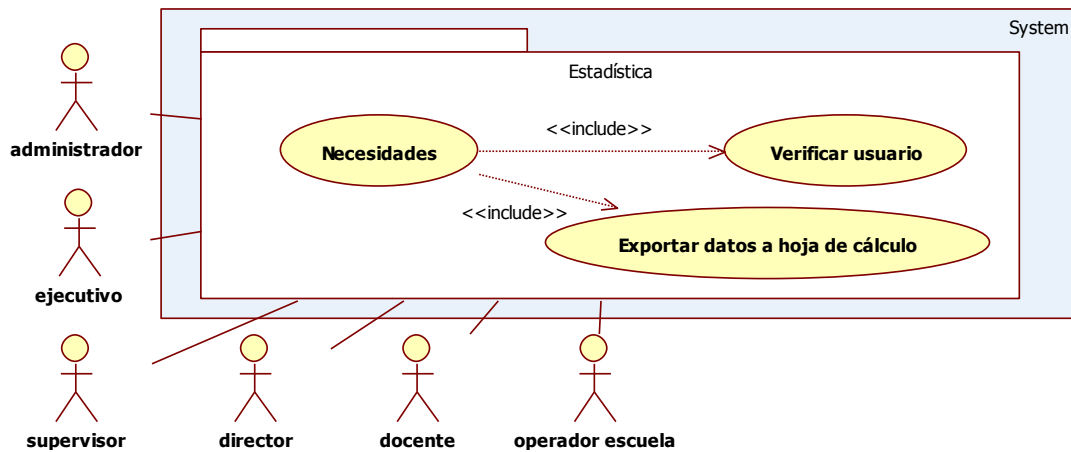 System
Estadística
<<include>>
Necesidades
Verificar usuario
administrador
<<include>>
Exportar datos a hoja de cálculo
ejecutivo
supervisor
director
docente
operador escuela